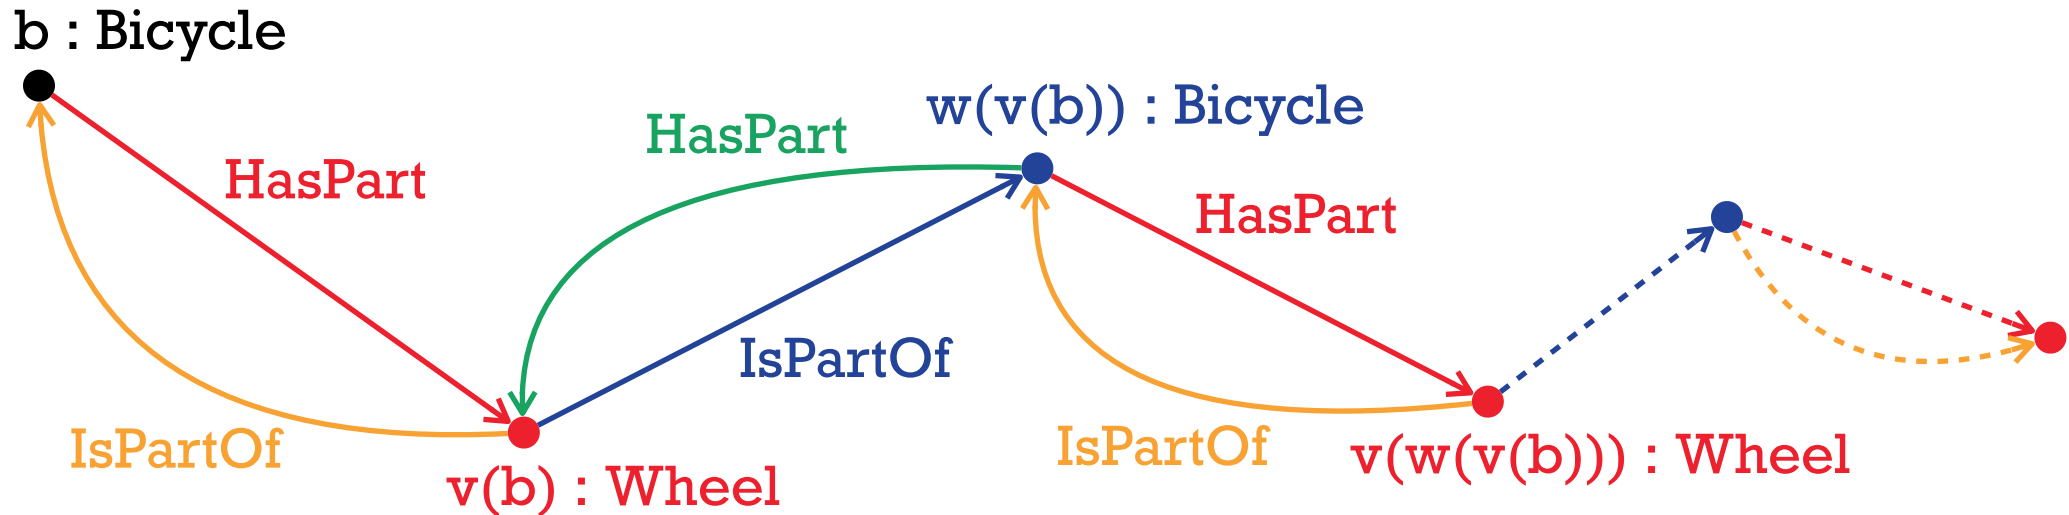 b : Bicycle
w(v(b)) : Bicycle
HasPart
HasPart
HasPart
IsPartOf
IsPartOf
IsPartOf
v(b) : Wheel
v(w(v(b))) : Wheel